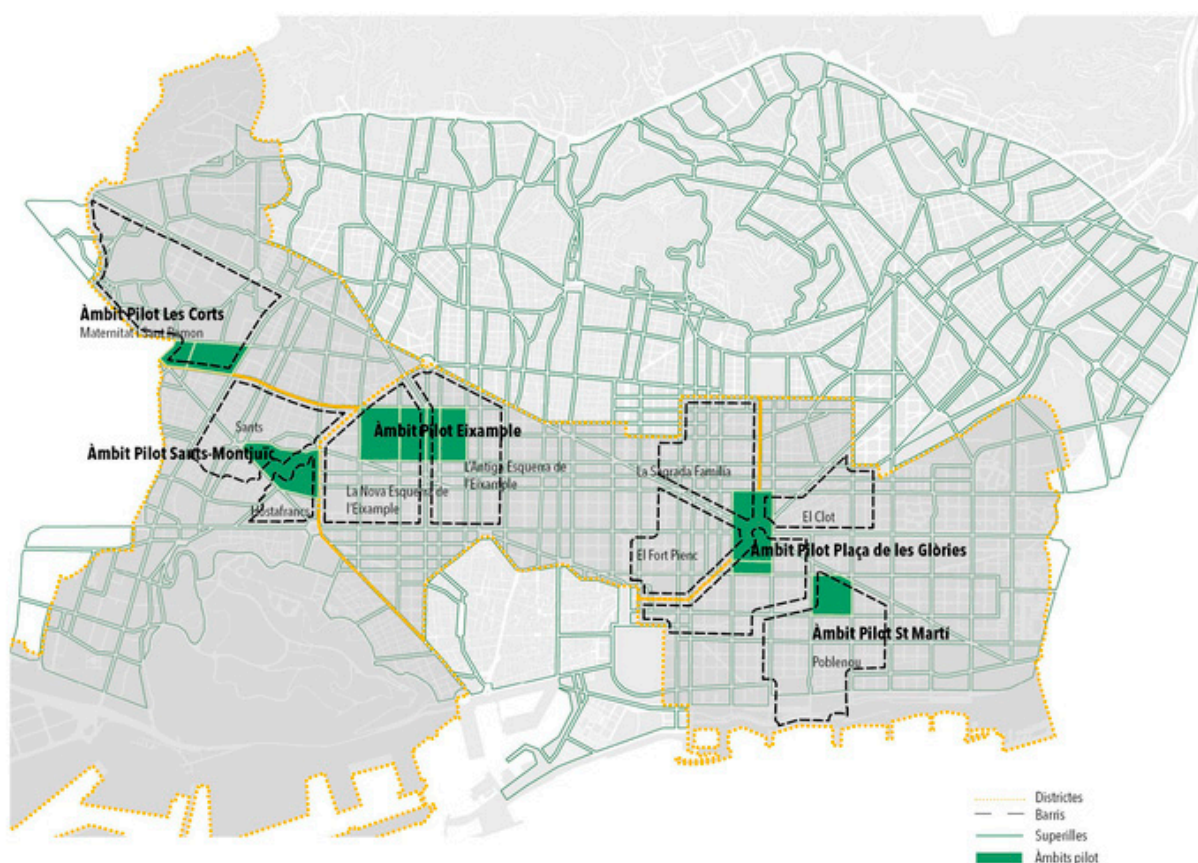 Àmbit Pilot Les Corts
Maternitat i Sant Ramon
Sants
Àmbit Pilot Sants-Montjuïc
Hostafrancs
Àmbit Pilot Eixample
L'Antiga Esquerra de
l'Eixample
La Nova Esquerra de
l'Eixample
La Sagrada Família
El Fort Pienc
El Clot
Àmbit Pilot Plaça de les Glòries
Àmbit Pilot St Martí
Poblenou
Districtes
Barris
Superilles
Àmbits pilot